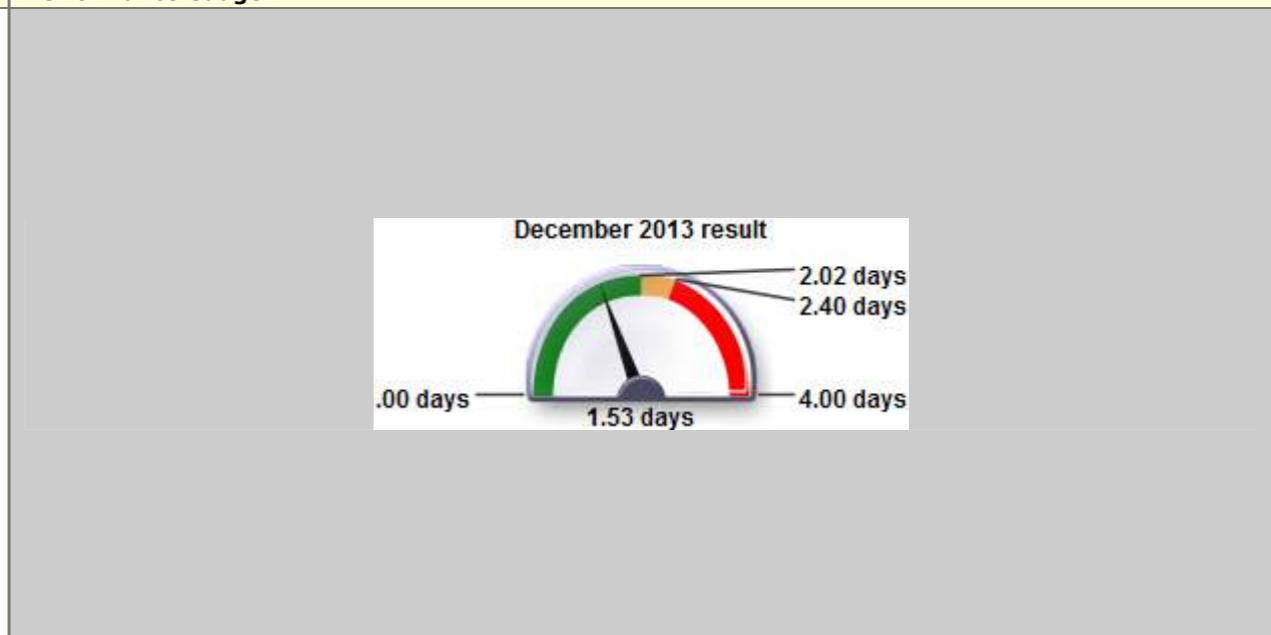 December 2013 result
2.02 days
2.40 days
.00 days
4.00 days
1.53 days